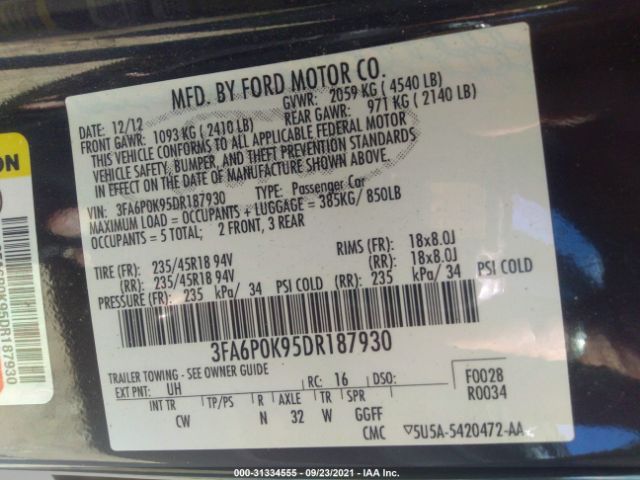 MFD. BY FORD MOTOR CO.
DATE: 12/12 GVWR: 2059 KG ( 4540 LB)
FRONT GAWR: 1093 KG ( 2410 LB) REAR GAWR: 971 KG ( 2140 LB)
THIS VEHICLE CONFORMS TO ALL APPLICABLE FEDERAL MOTOR
VEHICLE SAFETY, BUMPER, AND THEFT PREVENTION STANDARDS
IN EFFECT ON THE DATE OF MANUFACTURE SHOWN ABOVE.
VIN: 3FA6P0K95DR187930 TYPE: Passenger Car
MAXIMUM LOAD = OCCUPANTS + LUGGAGE = 385KG/ 850LB
OCCUPANTS = 5 TOTAL; 2 FRONT, 3 REAR
TIRE (FR): 235/45R18 94V RIMS (FR): 18x8.0J
(RR): 235/45R18 94V (RR): 18x8.0J
PRESSURE (FR): 235 kPa/ 34 PSI COLD (RR): 235 kPa/ 34 PSI COLD
3FA6P0K95DR187930
TRAILER TOWING - SEE OWNER GUIDE
EXT PNT: UH RC: 16 DSO: F0028
R0034
INT TR TP/PS R AXLE TR SPR
CW N 32 W GGFF
CMC ▽5U5A-5420472-AA
000-31334555 - 09/23/2021 - IAA Inc.